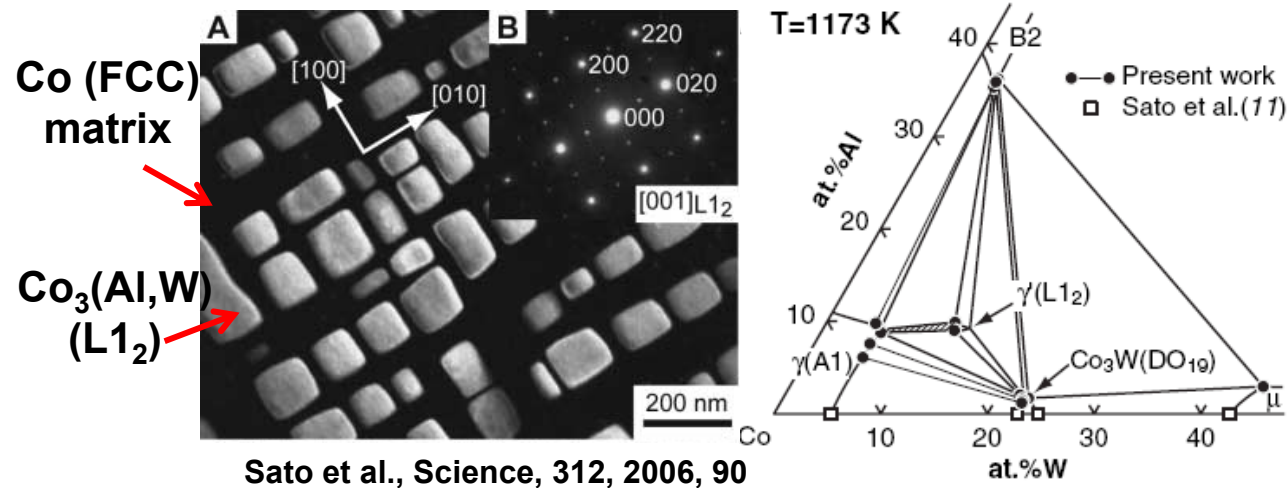 Co (FCC)
matrix
Co₃(Al,W)
(L1₂)
A
[100]
[010]
B
220
200
020
000
[001]L1₂
200 nm
Sato et al., Science, 312, 2006, 90
T=1173 K
40
B2
Present work
Sato et al.(11)
30
at.%Al
20
10
γ'(L1₂)
γ(A1)
Co₃W(DO₁₉)
μ
Co
10
20
30
40
at.%W